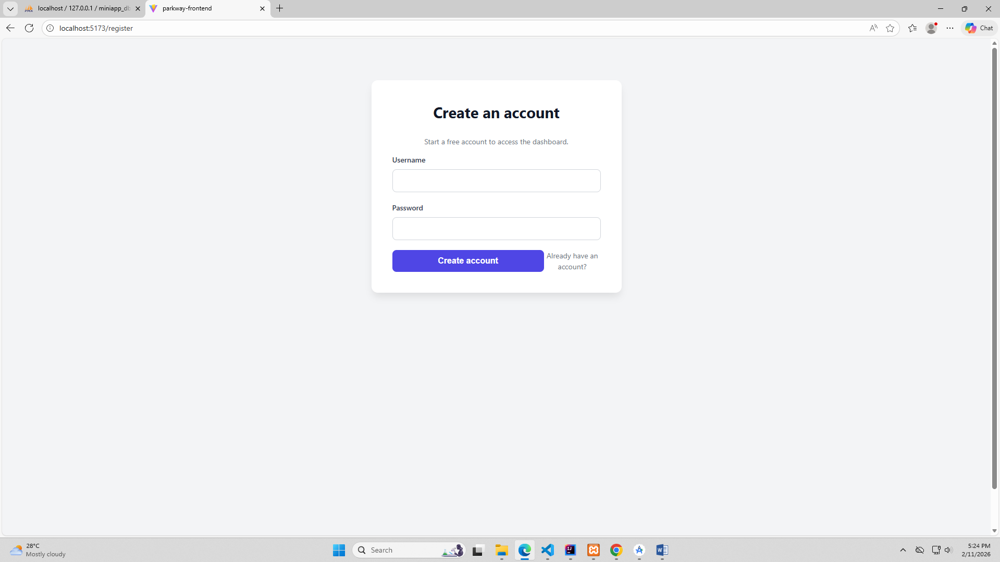 localhost / 127.0.0.1 / miniapp_db
parkway-frontend
localhost:5173/register
Chat
Create an account
Start a free account to access the dashboard.
Username
Password
Create account
Already have an
account?
28°C
Mostly cloudy
Search
5:24 PM
2/11/2026